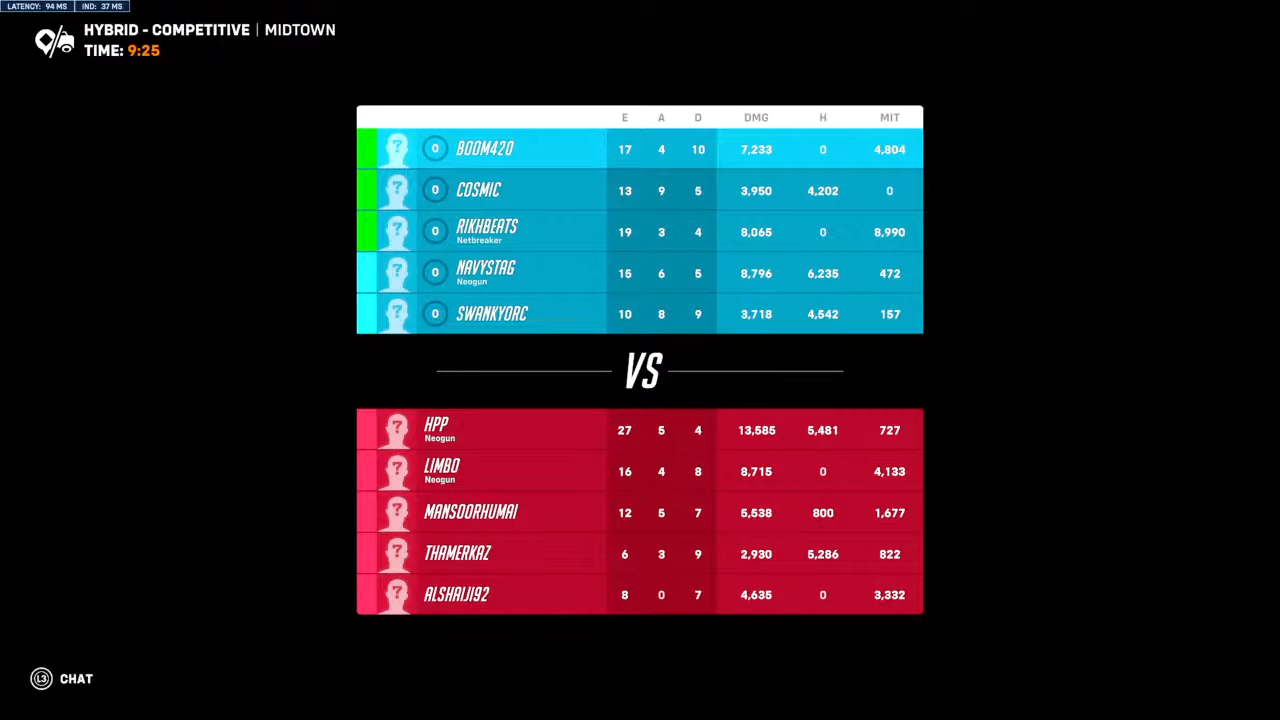 LATENCY: 94 MS IND: 37 MS
HYBRID - COMPETITIVE | MIDTOWN
TIME: 9:25
E A D DMG H MIT
? 0 BOOM420 17 4 10 7,233 0 4,804
? 0 COSMIC 13 9 5 3,950 4,202 0
? 0 RIKHBEATS 19 3 4 8,065 0 8,990
Netbreaker
? 0 NAVYSTAG 15 6 5 8,796 6,235 472
Neogun
? 0 SWANKYORC 10 8 9 3,718 4,542 157
VS
? HPP 27 5 4 13,585 5,481 727
Neogun
? LIMBO 16 4 8 8,715 0 4,133
Neogun
? MANSOORHUMAI 12 5 7 5,538 800 1,677
? THAMERKAZ 6 3 9 2,930 5,286 822
? ALSHAIJI92 8 0 7 4,635 0 3,332
L3 CHAT